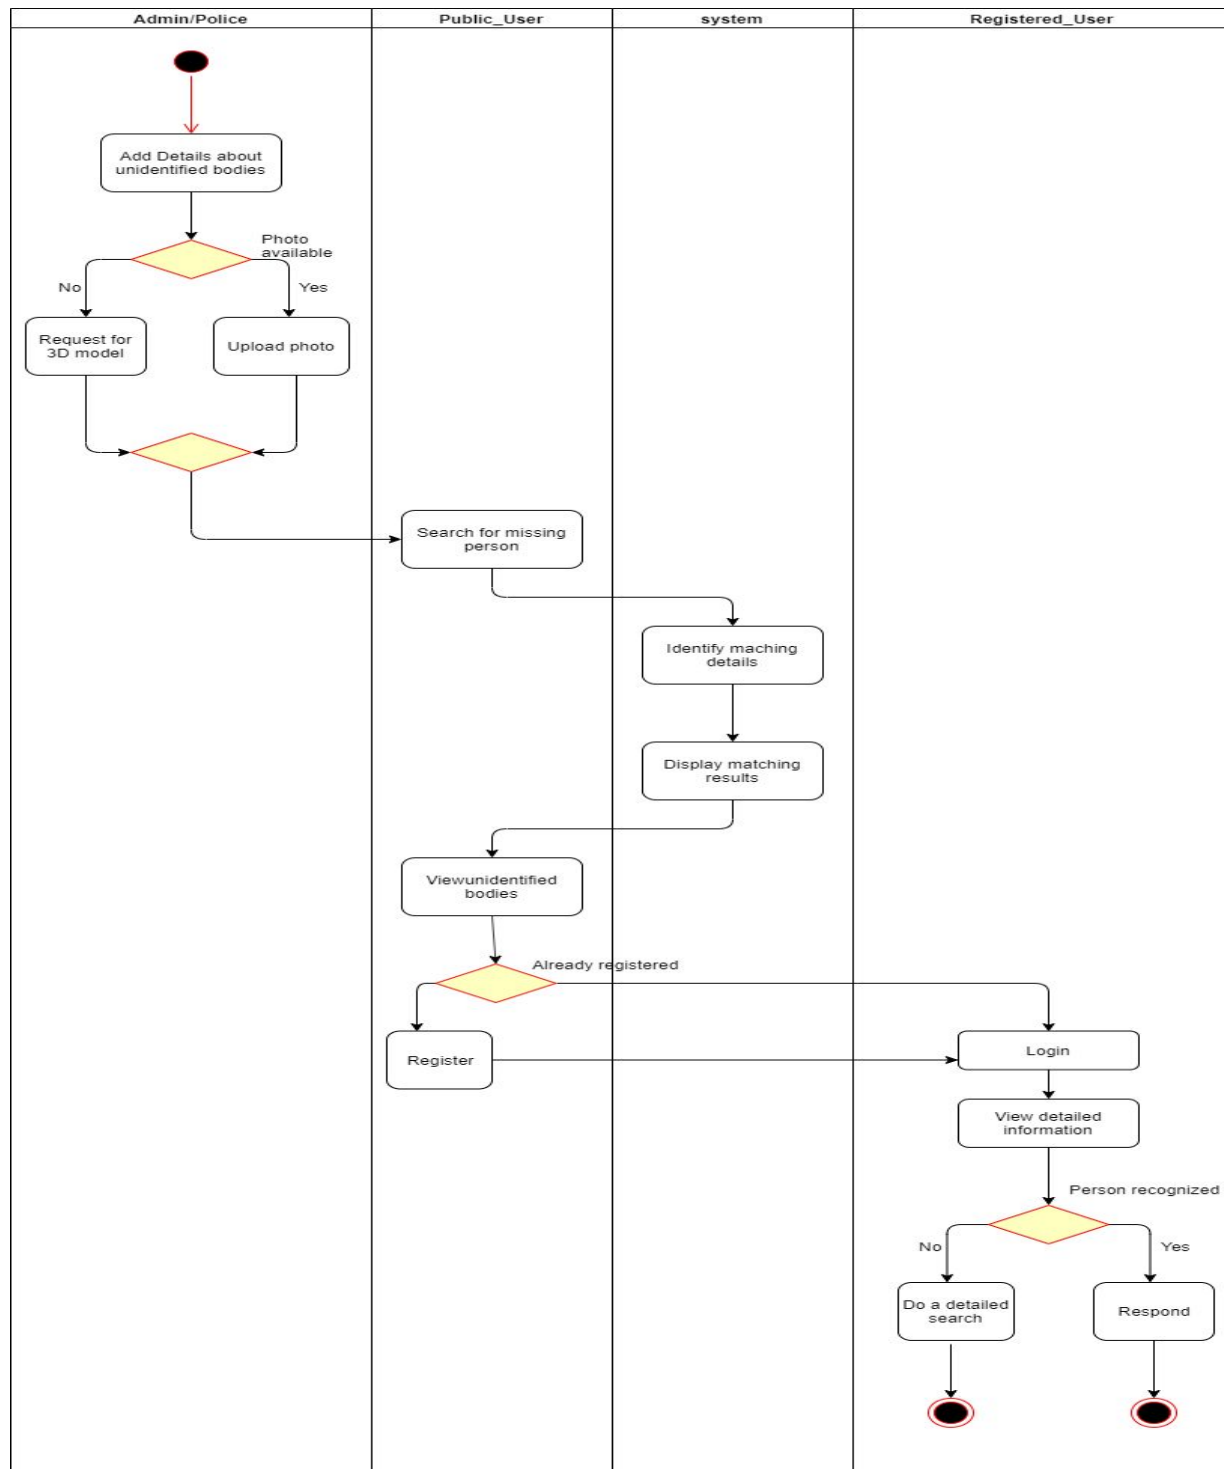 Admin/Police
Public_User
system
Registered_User
Add Details about
unidentified bodies
Photo
available
No
Yes
Request for
3D model
Upload photo
Search for missing
person
Identify maching
details
Display matching
results
Viewunidentified
bodies
Already registered
Register
Login
View detailed
information
Person recognized
No
Yes
Do a detailed
search
Respond